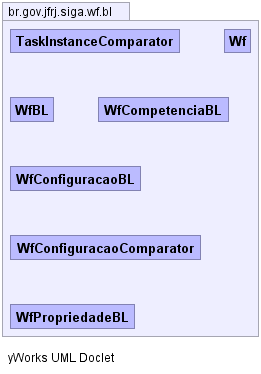 br.gov.jfrj.siga.wf.bl
TaskInstanceComparator
Wf
WfBL
WfCompetenciaBL
WfConfiguracaoBL
WfConfiguracaoComparator
WfPropriedadeBL
yWorks UML Doclet